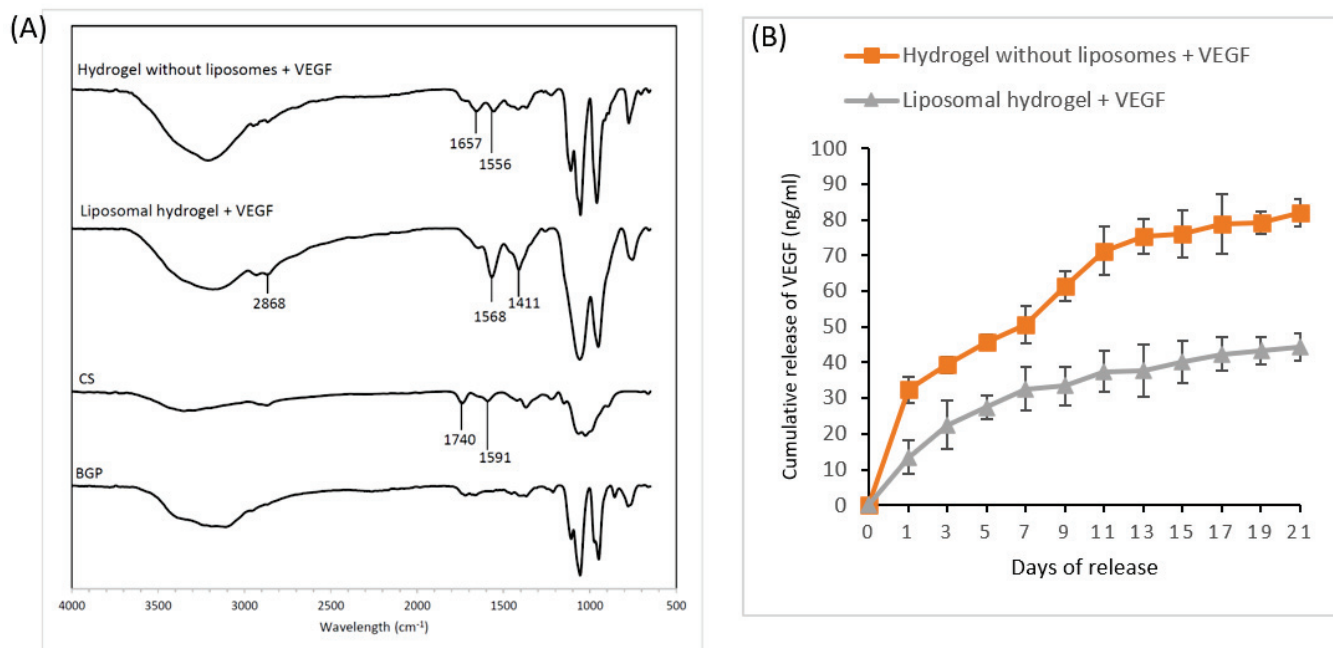 (A)
Hydrogel without liposomes + VEGF
1657
1556
Liposomal hydrogel + VEGF
2868
1568
1411
CS
1740
1591
BGP
4000 3500 3000 2500 2000 1500 1000 500
Wavelength (cm⁻¹)
(B)
Hydrogel without liposomes + VEGF
Liposomal hydrogel + VEGF
Cumulative release of VEGF (ng/ml)
100
90
80
70
60
50
40
30
20
10
0
0 1 3 5 7 9 11 13 15 17 19 21
Days of release